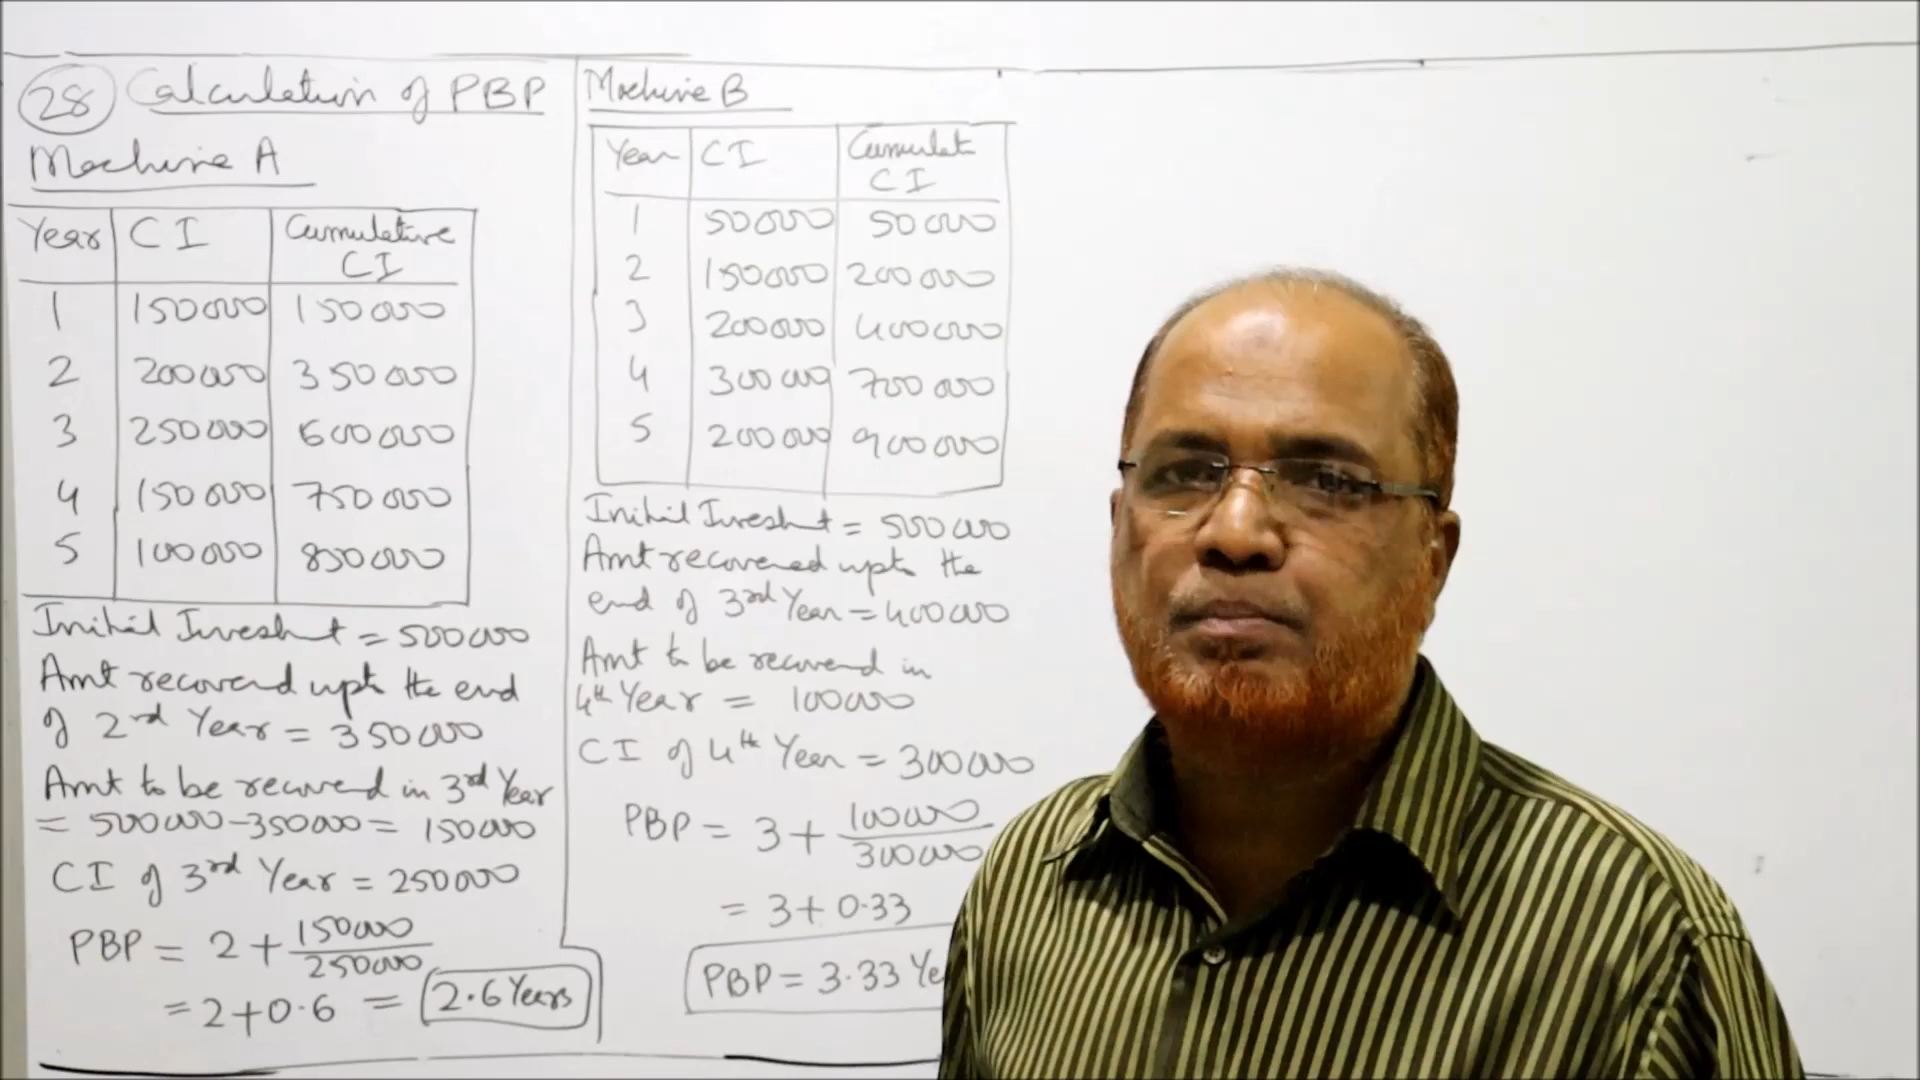 28 Calculation of PBP
Machine A
Year CI Cumulative
CI
1 150000 150000
2 200000 350000
3 250000 600000
4 150000 750000
5 100000 850000
Initial Investmt = 500000
Amt recovered upto the end
of 2rd Year = 350000
Amt to be recovered in 3rd Year
= 500000-350000 = 150000
CI of 3rd Year = 250000
PBP = 2 + 150000
250000
= 2+0.6 = 2.6 Years
Machine B
Year CI Cumulat
CI
1 50000 50000
2 150000 200000
3 200000 400000
4 300000 700000
5 200000 900000
Initial Investmt = 500000
Amt recovered upto the
end of 3rd Year = 400000
Amt to be recovered in
4th Year = 100000
CI of 4th Year = 300000
PBP = 3 + 100000
300000
= 3+0.33
PBP = 3.33 Ye